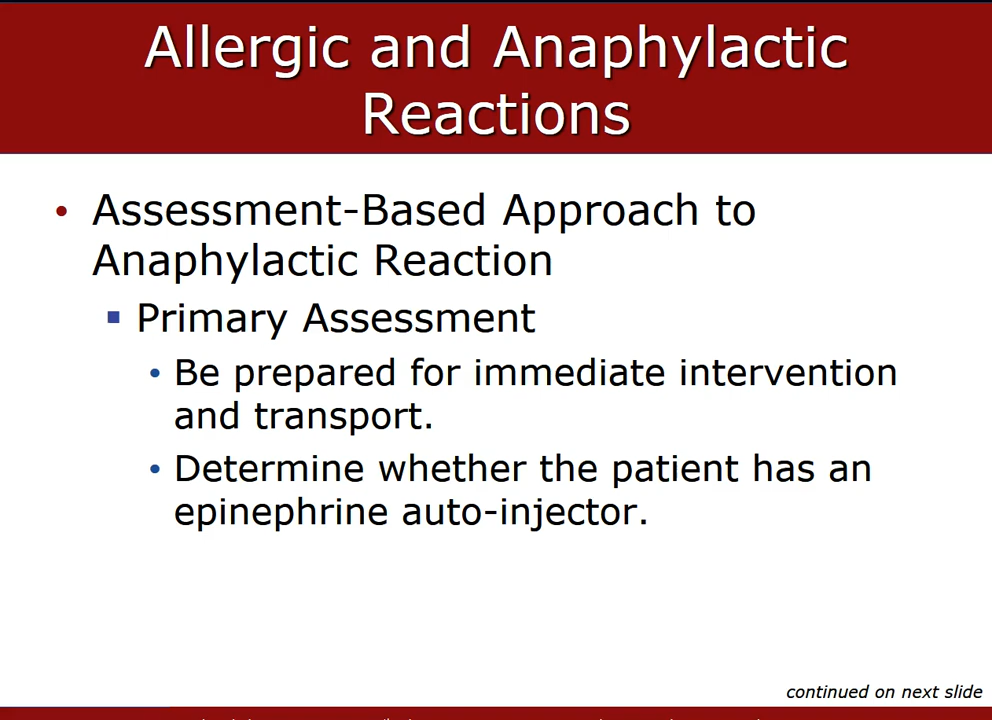 Allergic and Anaphylactic
Reactions
• Assessment-Based Approach to
Anaphylactic Reaction
▪ Primary Assessment
• Be prepared for immediate intervention
and transport.
• Determine whether the patient has an
epinephrine auto-injector.
continued on next slide